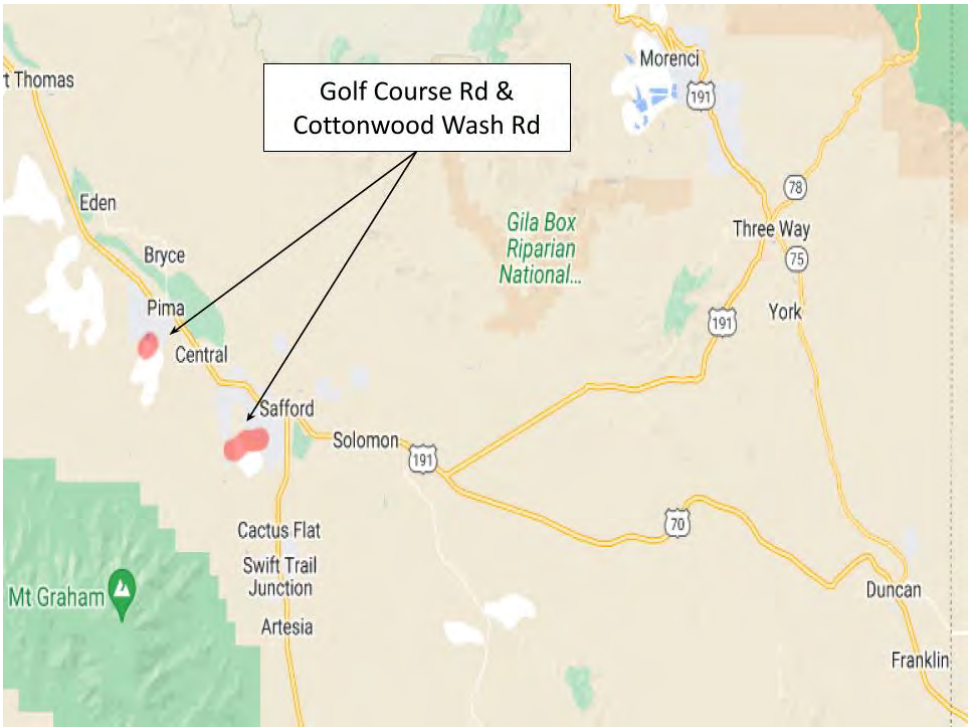 Morenci
191
rt Thomas
Golf Course Rd &
Cottonwood Wash Rd
78
Eden
Gila Box
Riparian
National...
Three Way
Bryce
75
Pima
York
191
Central
Safford
Solomon
191
70
Cactus Flat
Swift Trail
Junction
Mt Graham
Duncan
Artesia
Franklin